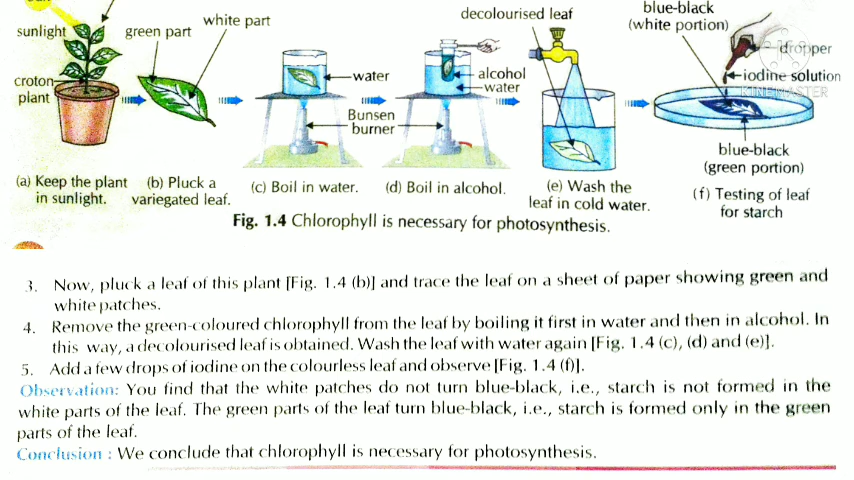 sunlight
green part
white part
croton
plant
water
Bunsen
burner
alcohol
water
decolourised leaf
blue-black
(white portion)
dropper
iodine solution
KINEMASTER
blue-black
(green portion)
(a) Keep the plant
in sunlight.
(b) Pluck a
variegated leaf.
(c) Boil in water.
(d) Boil in alcohol.
(e) Wash the
leaf in cold water.
(f) Testing of leaf
for starch
Fig. 1.4 Chlorophyll is necessary for photosynthesis.
3. Now, pluck a leaf of this plant [Fig. 1.4 (b)] and trace the leaf on a sheet of paper showing green and
white patches.
4. Remove the green-coloured chlorophyll from the leaf by boiling it first in water and then in alcohol. In
this way, a decolourised leaf is obtained. Wash the leaf with water again [Fig. 1.4 (c), (d) and (e)].
5. Add a few drops of iodine on the colourless leaf and observe [Fig. 1.4 (f)].
Observation: You find that the white patches do not turn blue-black, i.e., starch is not formed in the
white parts of the leaf. The green parts of the leaf turn blue-black, i.e., starch is formed only in the green
parts of the leaf.
Conclusion : We conclude that chlorophyll is necessary for photosynthesis.